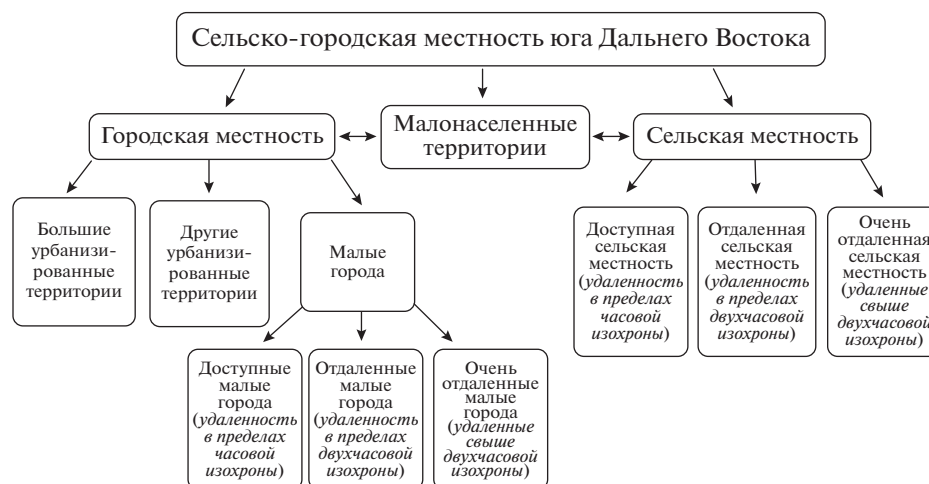 Сельско-городская местность юга Дальнего Востока
Городская местность
Малонаселенные
территории
Сельская местность
Большие
урбанизи-
рованные
территории
Другие
урбанизи-
рованные
территории
Малые
города
Доступная
сельская
местность
(удаленность
в пределах
часовой
изохроны)
Отдаленная
сельская
местность
(удаленность
в пределах
двухчасовой
изохроны)
Очень
отдаленная
сельская
местность
(удаленные
свыше
двухчасовой
изохроны)
Доступные
малые
города
(удаленность
в пределах
часовой
изохроны)
Отдаленные
малые
города
(удаленность
в пределах
двухчасовой
изохроны)
Очень
отдаленные
малые
города
(удаленные
свыше
двухчасовой
изохроны)